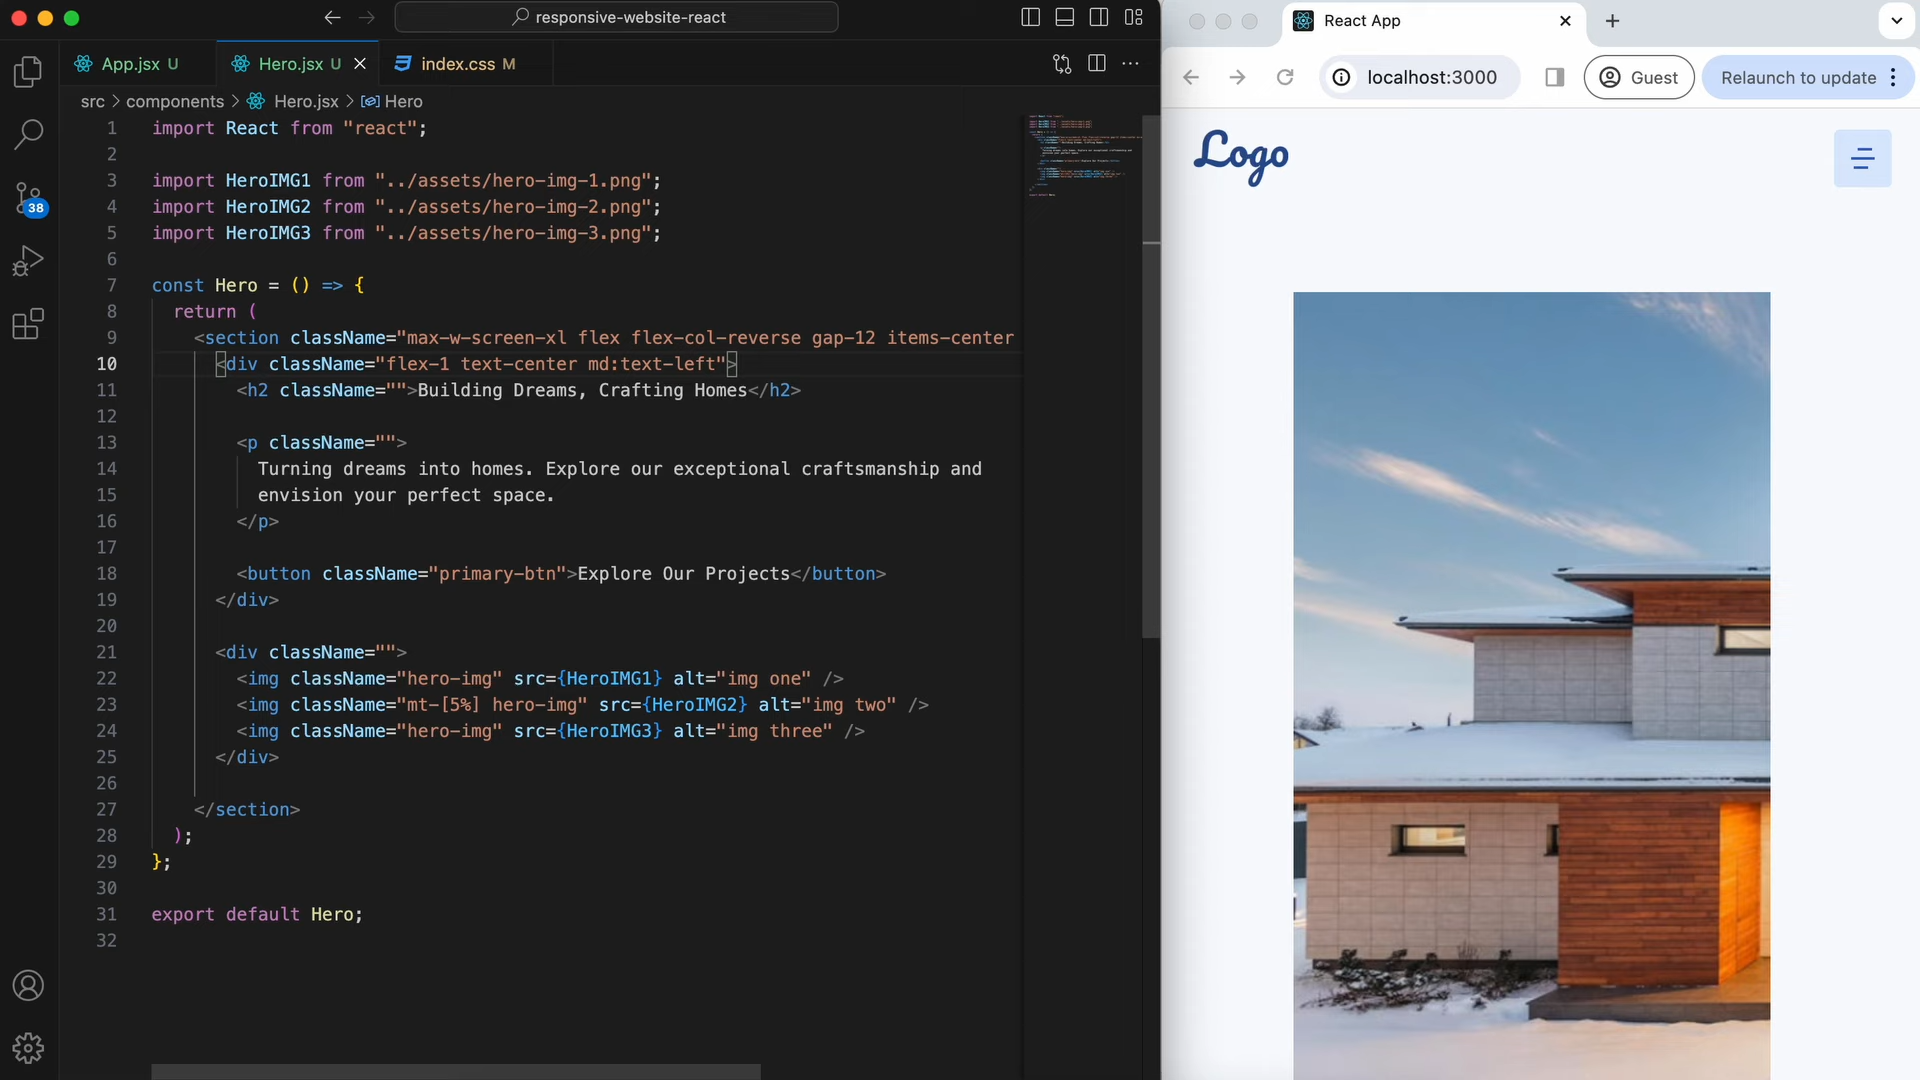 responsive-website-react
App.jsx U
Hero.jsx U
index.css M
src > components > Hero.jsx > Hero
38
1 import React from "react";
2
3 import HeroIMG1 from "../assets/hero-img-1.png";
4 import HeroIMG2 from "../assets/hero-img-2.png";
5 import HeroIMG3 from "../assets/hero-img-3.png";
6
7 const Hero = () => {
8 return (
9 <section className="max-w-screen-xl flex flex-col-reverse gap-12 items-center
10 <div className="flex-1 text-center md:text-left">
11 <h2 className="">Building Dreams, Crafting Homes</h2>
12
13 <p className="">
14 Turning dreams into homes. Explore our exceptional craftsmanship and
15 envision your perfect space.
16 </p>
17
18 <button className="primary-btn">Explore Our Projects</button>
19 </div>
20
21 <div className="">
22 <img className="hero-img" src={HeroIMG1} alt="img one" />
23 <img className="mt-[5%] hero-img" src={HeroIMG2} alt="img two" />
24 <img className="hero-img" src={HeroIMG3} alt="img three" />
25 </div>
26
27 </section>
28 );
29 };
30
31 export default Hero;
32
React App
localhost:3000
Guest
Relaunch to update
Logo